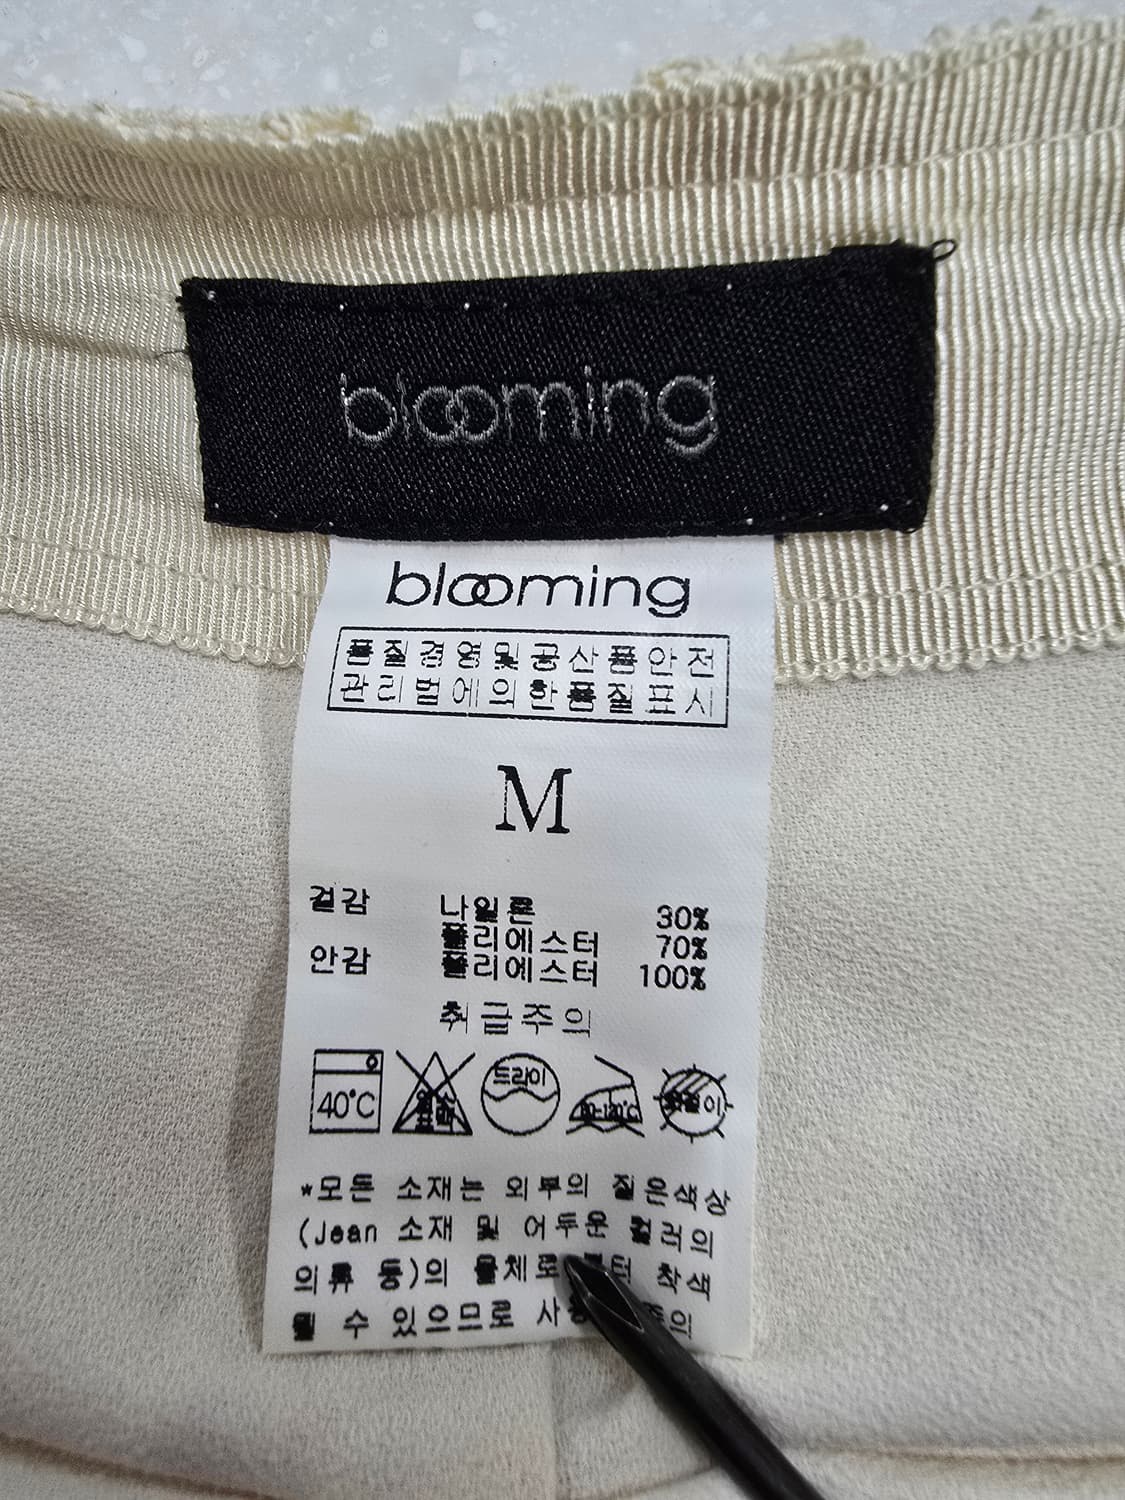 blooming
blooming
품질경영및공산품안전
관리법에의한품질표시
M
겉감 나일론 30%
폴리에스터 70%
안감 폴리에스터 100%
취급주의
40℃ 드라이
*모든 소재는 외부의 짙은색상
(Jean 소재 및 어두운 컬러의
의류 등)의 물체로 착색
될 수 있으므로